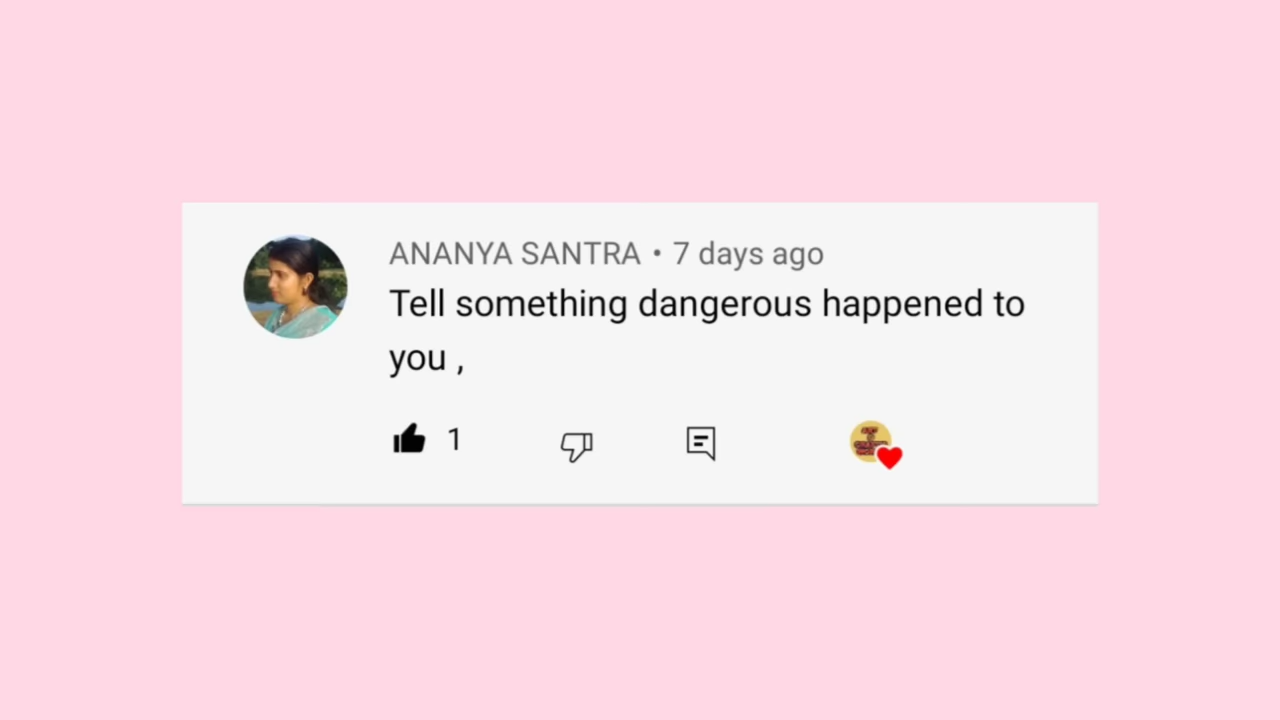 ANANYA SANTRA • 7 days ago
Tell something dangerous happened to
you ,
1